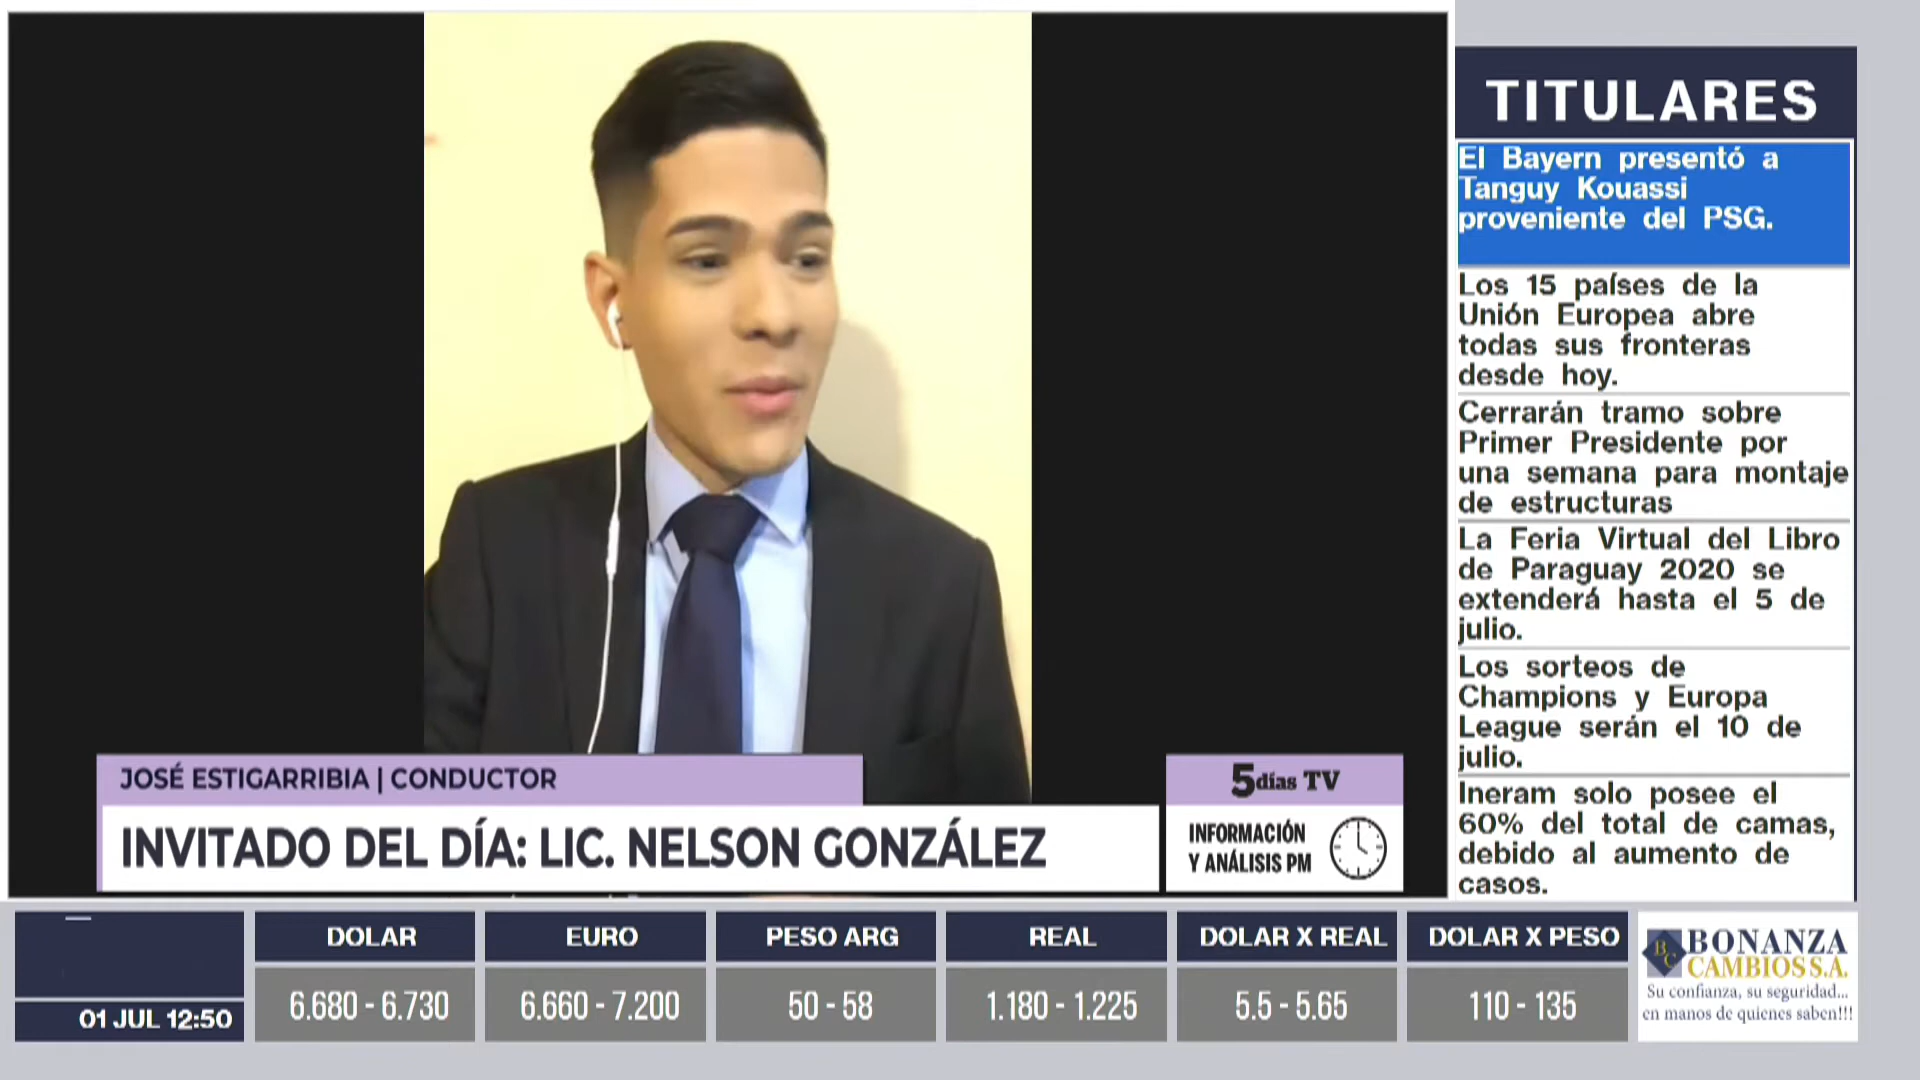 TITULARES
El Bayern presentó a
Tanguy Kouassi
proveniente del PSG.
Los 15 países de la
Unión Europea abre
todas sus fronteras
desde hoy.
Cerrarán tramo sobre
Primer Presidente por
una semana para montaje
de estructuras
La Feria Virtual del Libro
de Paraguay 2020 se
extenderá hasta el 5 de
julio.
Los sorteos de
Champions y Europa
League serán el 10 de
julio.
Ineram solo posee el
60% del total de camas,
debido al aumento de
casos.
JOSÉ ESTIGARRIBIA | CONDUCTOR
INVITADO DEL DÍA: LIC. NELSON GONZÁLEZ
5días TV
INFORMACIÓN
Y ANÁLISIS PM
01 JUL 12:50
DOLAR
6.680 - 6.730
EURO
6.660 - 7.200
PESO ARG
50 - 58
REAL
1.180 - 1.225
DOLAR X REAL
5.5 - 5.65
DOLAR X PESO
110 - 135
BC
BONANZA
CAMBIOS S.A.
Su confianza, su seguridad...
en manos de quienes saben!!!